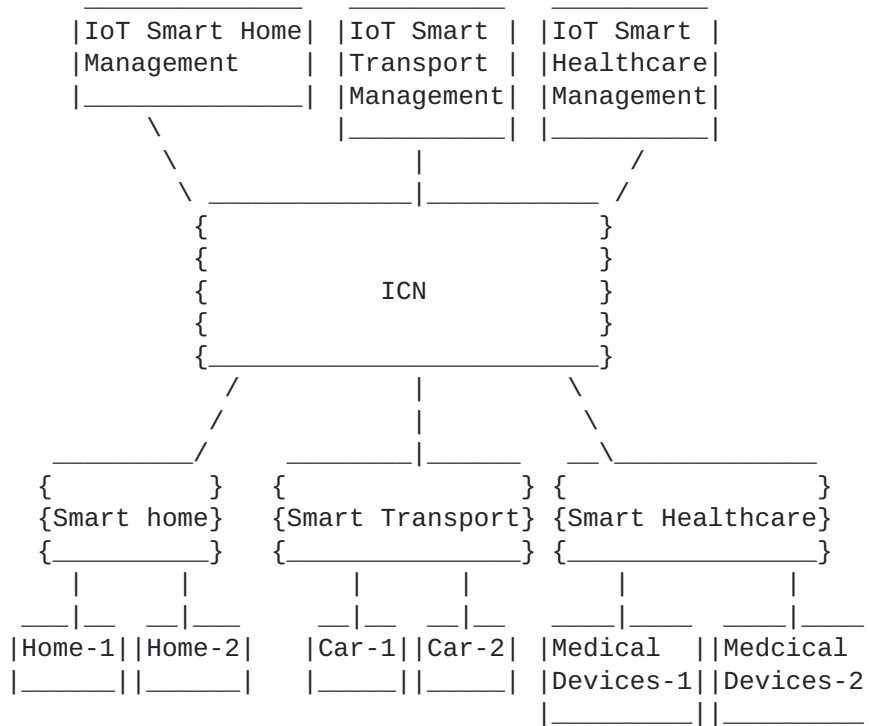 IoT Smart Home IoT Smart IoT Smart
Management Transport Healthcare
Management Management
ICN
Smart home Smart Transport Smart Healthcare
Home-1 Home-2 Car-1 Car-2 Medical Medcical
Devices-1 Devices-2